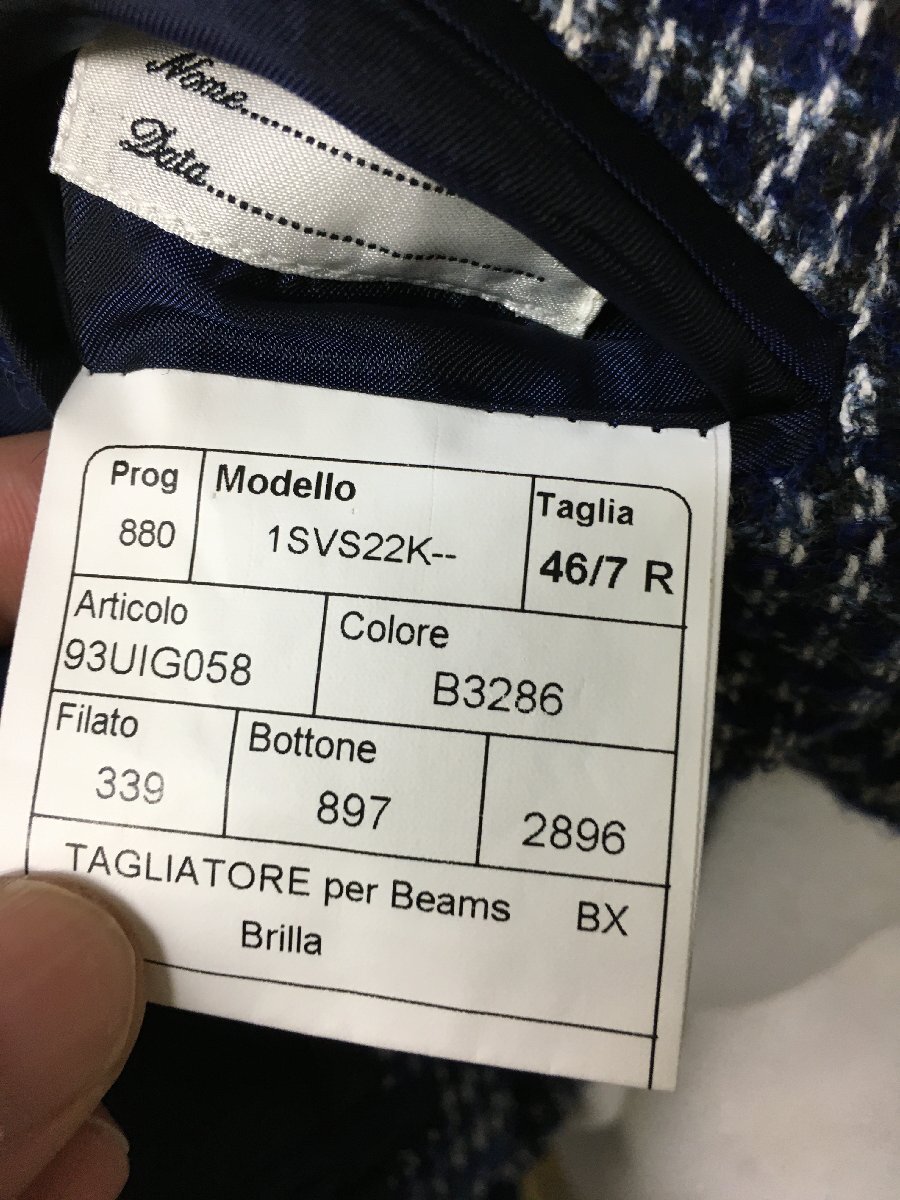 Nome
Data
Prog Modello Taglia
880 1SVS22K-- 46/7 R
Articolo Colore
93UIG058 B3286
Filato Bottone
339 897 2896
TAGLIATORE per Beams BX
Brilla